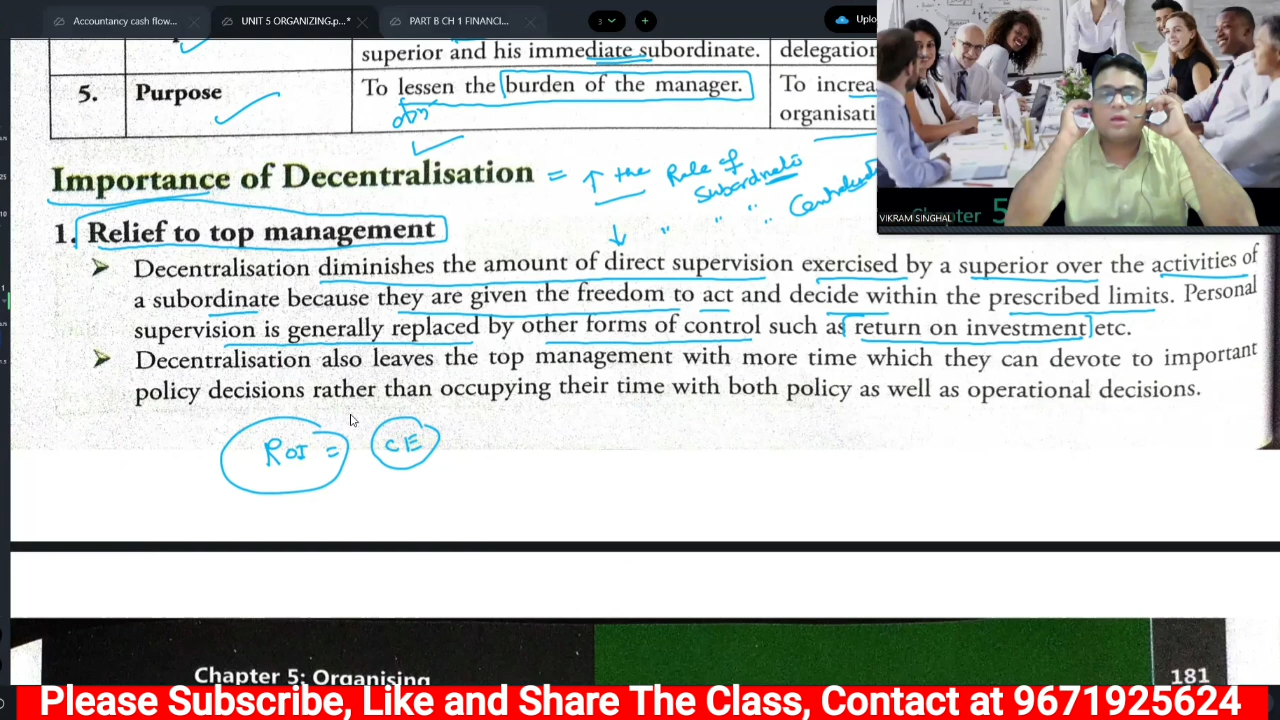 Accountancy cash flow...
UNIT 5 ORGANIZING.p...*
PART B CH 1 FINANCI...
3
Uplo
superior and his immediate subordinate.
delegation
5.
Purpose
To lessen the burden of the manager.
To increa
organisati
Importance of Decentralisation = ↑ the Role of
Subordinate
" " "
↓ "
1. Relief to top management
VIKRAM SINGHAL
ter 5
Decentralisation diminishes the amount of direct supervision exercised by a superior over the activities of
a subordinate because they are given the freedom to act and decide within the prescribed limits. Personal
supervision is generally replaced by other forms of control such as return on investment etc.
Decentralisation also leaves the top management with more time which they can devote to important
policy decisions rather than occupying their time with both policy as well as operational decisions.
ROI = CE
Chapter 5: Organising
181
Please Subscribe, Like and Share The Class, Contact at 9671925624